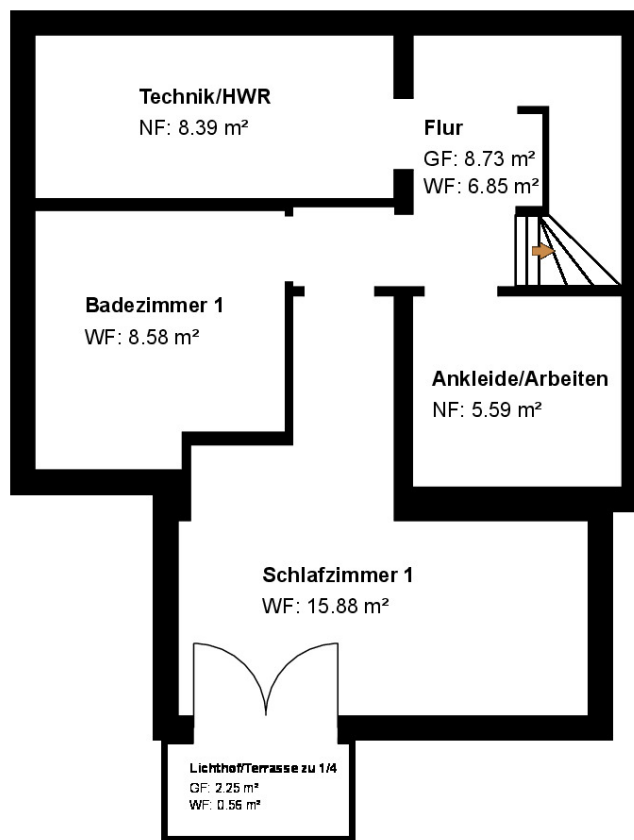 Technik/HWR
NF: 8.39 m²
Flur
GF: 8.73 m²
WF: 6.85 m²
Badezimmer 1
WF: 8.58 m²
Ankleide/Arbeiten
NF: 5.59 m²
Schlafzimmer 1
WF: 15.88 m²
Lichthof/Terrasse zu 1/4
GF: 2.25 m²
WF: 0.56 m²